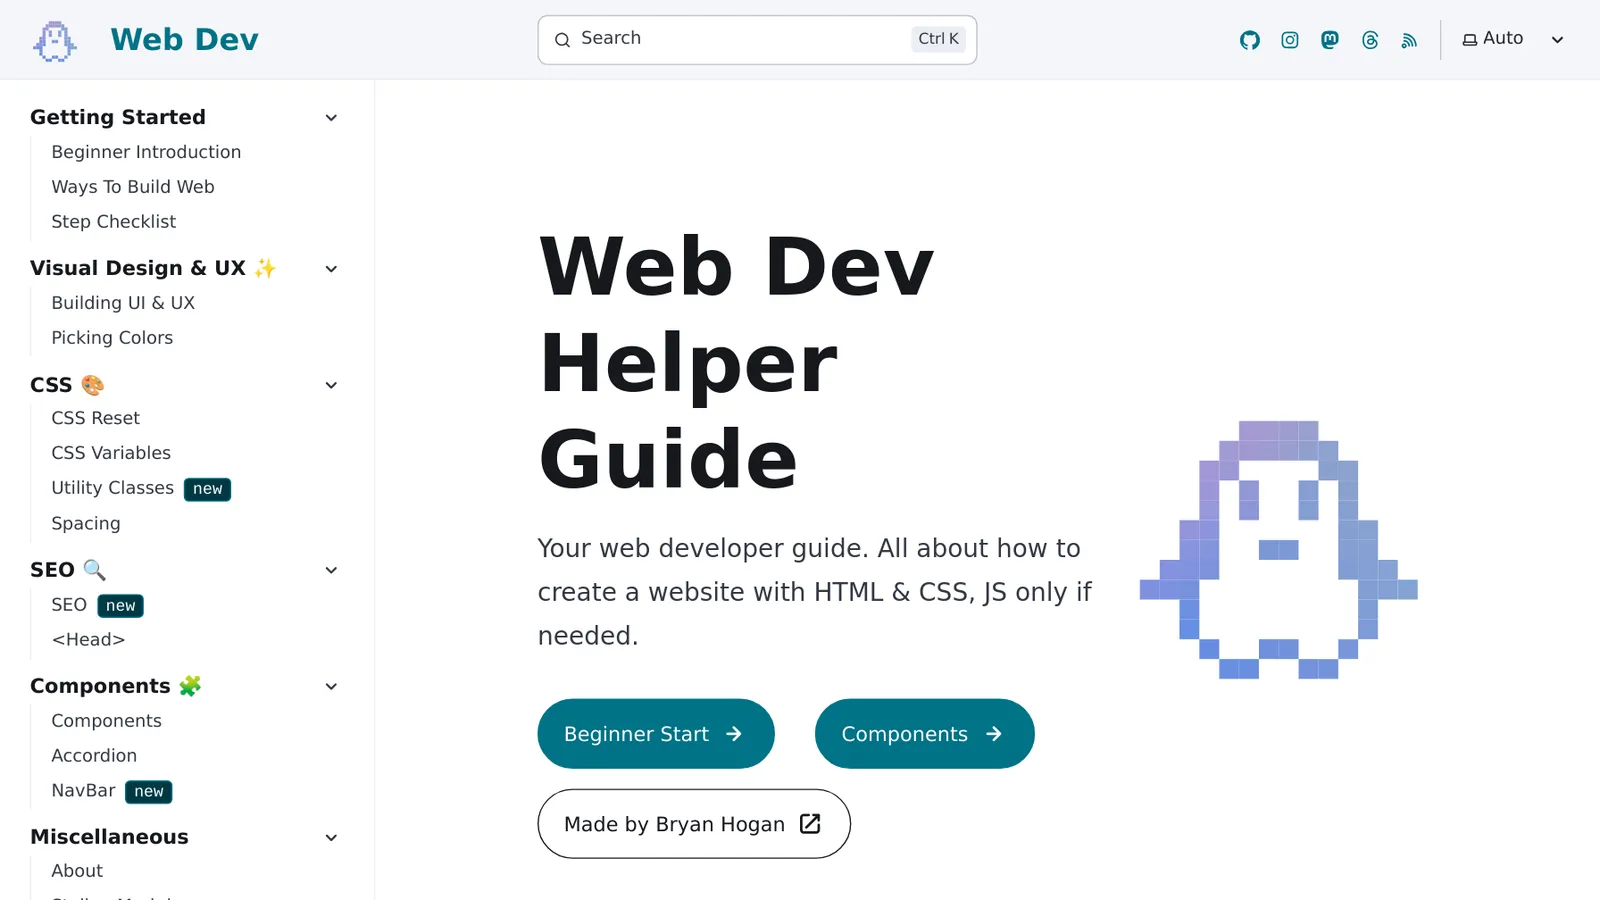 Web Dev
Search
Ctrl K
Auto
Getting Started
Beginner Introduction
Ways To Build Web
Step Checklist
Visual Design & UX ✨
Building UI & UX
Picking Colors
CSS 🎨
CSS Reset
CSS Variables
Utility Classes new
Spacing
SEO 🔍
SEO new
<Head>
Components 🧩
Components
Accordion
NavBar new
Miscellaneous
About
Web Dev
Helper
Guide
Your web developer guide. All about how to
create a website with HTML & CSS, JS only if
needed.
Beginner Start →
Components →
Made by Bryan Hogan